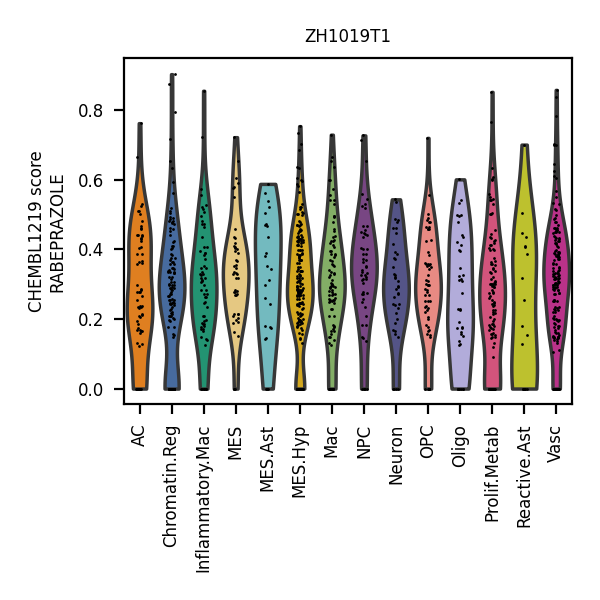 ZH1019T1
CHEMBL1219 score
RABEPRAZOLE
0.8
0.6
0.4
0.2
0.0
AC
Chromatin.Reg
Inflammatory.Mac
MES
MES.Ast
MES.Hyp
Mac
NPC
Neuron
OPC
Oligo
Prolif.Metab
Reactive.Ast
Vasc